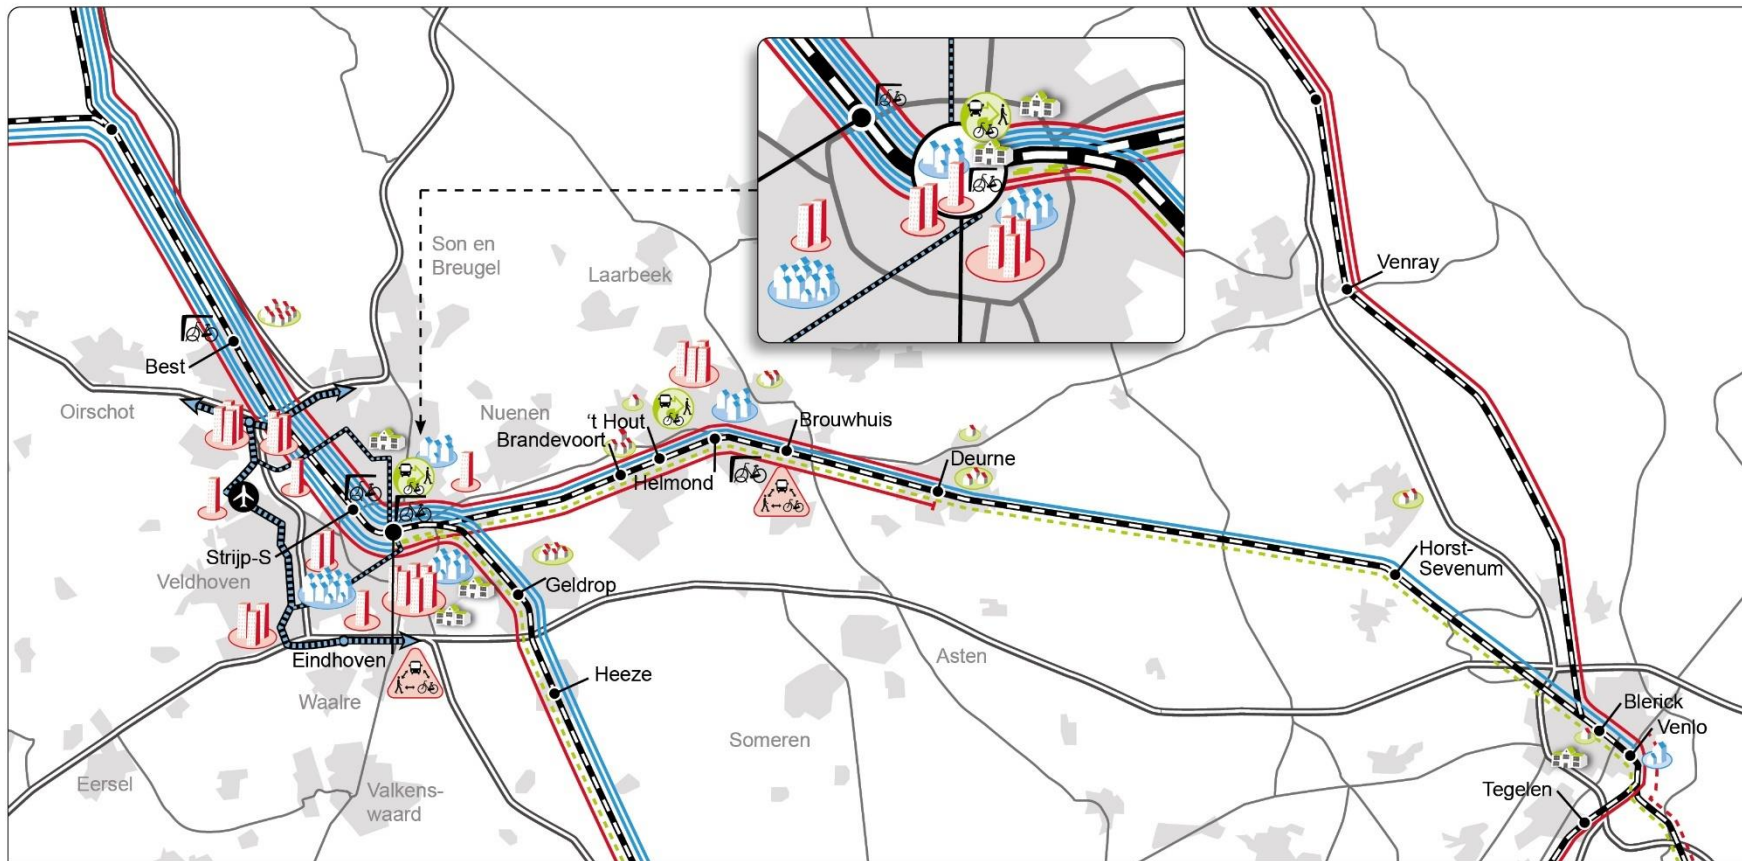 Son en
Breugel
Laarbeek
Venray
Best
Oirschot
Nuenen
‘t Hout
Brandevoort
Brouwhuis
Helmond
Deurne
Strijp-S
Veldhoven
Geldrop
Horst-
Sevenum
Eindhoven
Asten
Heeze
Waalre
Blerick
Venlo
Someren
Eersel
Valkens-
waard
Tegelen